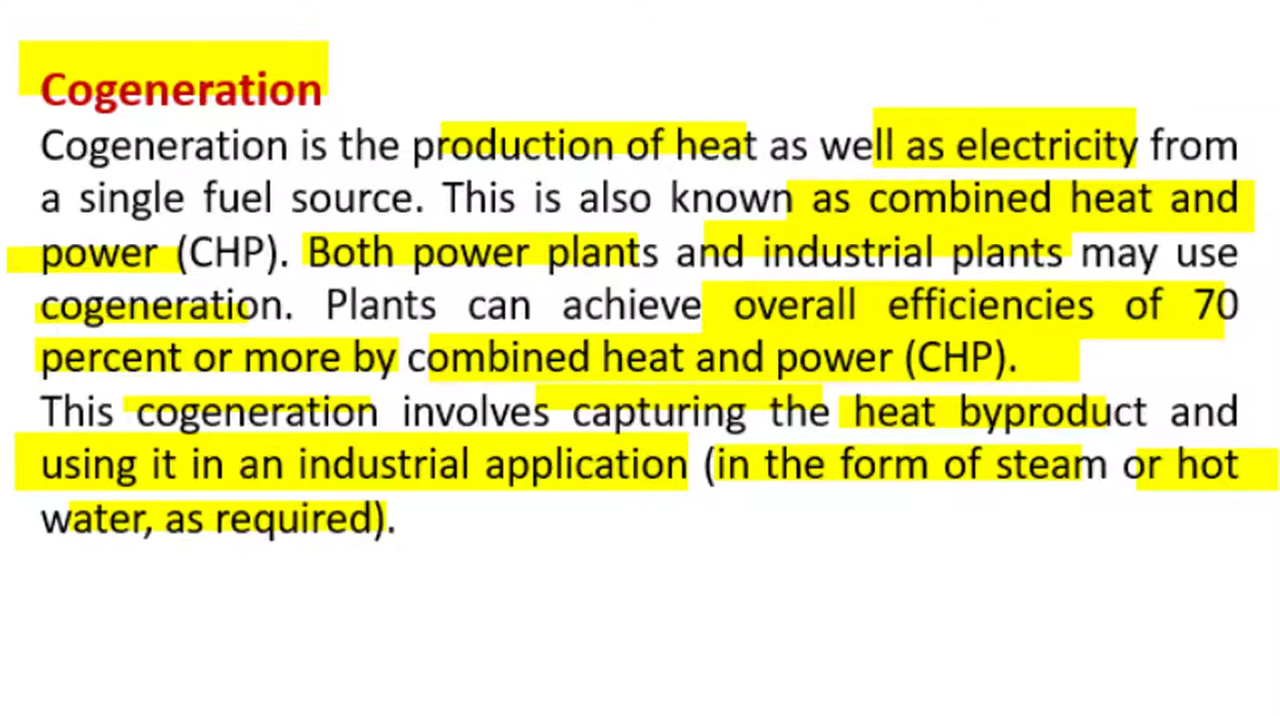 Cogeneration
Cogeneration is the production of heat as well as electricity from
a single fuel source. This is also known as combined heat and
power (CHP). Both power plants and industrial plants may use
cogeneration. Plants can achieve overall efficiencies of 70
percent or more by combined heat and power (CHP).
This cogeneration involves capturing the heat byproduct and
using it in an industrial application (in the form of steam or hot
water, as required).